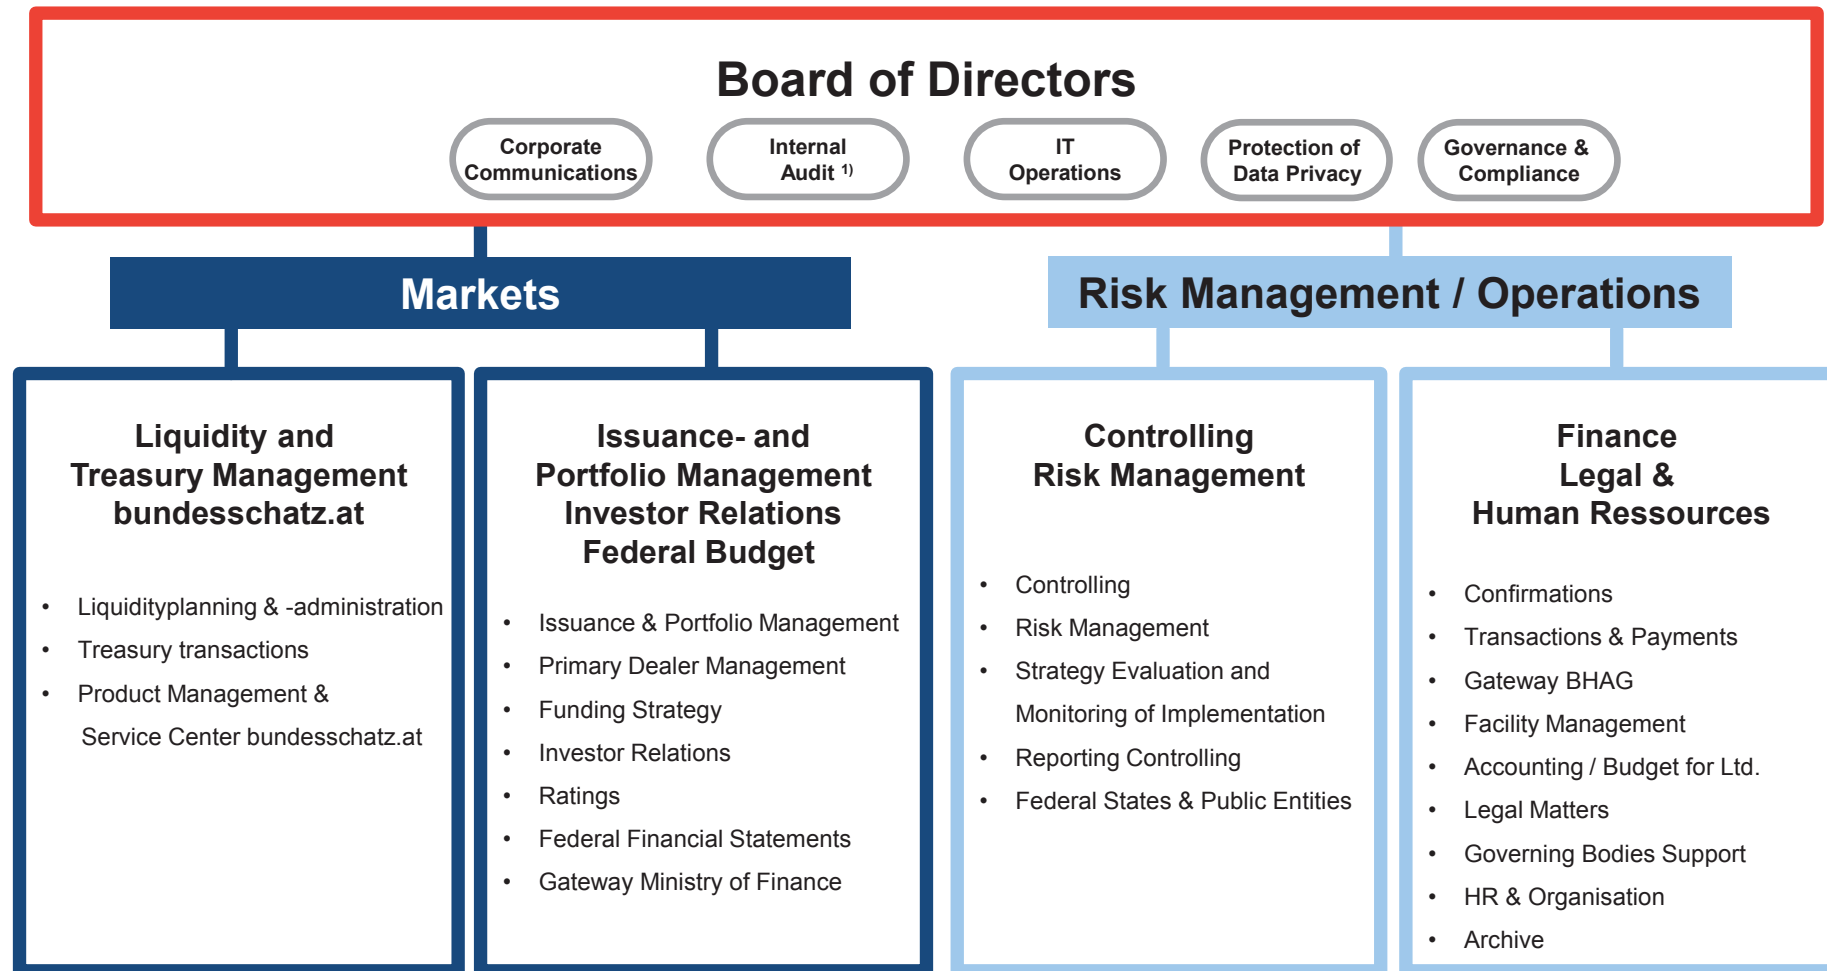 Board of Directors
Corporate
Communications
Internal
Audit 1)
IT
Operations
Protection of
Data Privacy
Governance &
Compliance
Markets
Risk Management / Operations
Liquidity and
Treasury Management
bundesschatz.at
• Liquidityplanning & -administration
• Treasury transactions
• Product Management &
Service Center bundesschatz.at
Issuance- and
Portfolio Management
Investor Relations
Federal Budget
• Issuance & Portfolio Management
• Primary Dealer Management
• Funding Strategy
• Investor Relations
• Ratings
• Federal Financial Statements
• Gateway Ministry of Finance
Controlling
Risk Management
• Controlling
• Risk Management
• Strategy Evaluation and
Monitoring of Implementation
• Reporting Controlling
• Federal States & Public Entities
Finance
Legal &
Human Ressources
• Confirmations
• Transactions & Payments
• Gateway BHAG
• Facility Management
• Accounting / Budget for Ltd.
• Legal Matters
• Governing Bodies Support
• HR & Organisation
• Archive